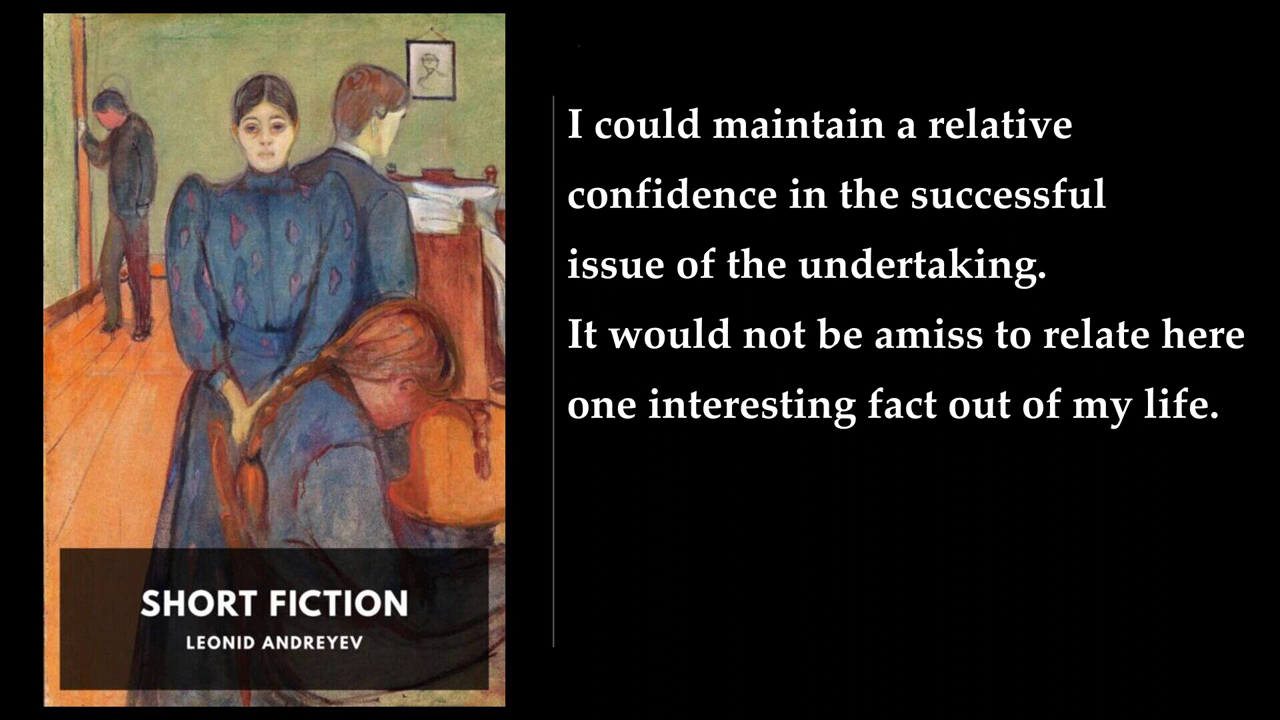 I could maintain a relative
confidence in the successful
issue of the undertaking.
It would not be amiss to relate here
one interesting fact out of my life.
SHORT FICTION
LEONID ANDREYEV